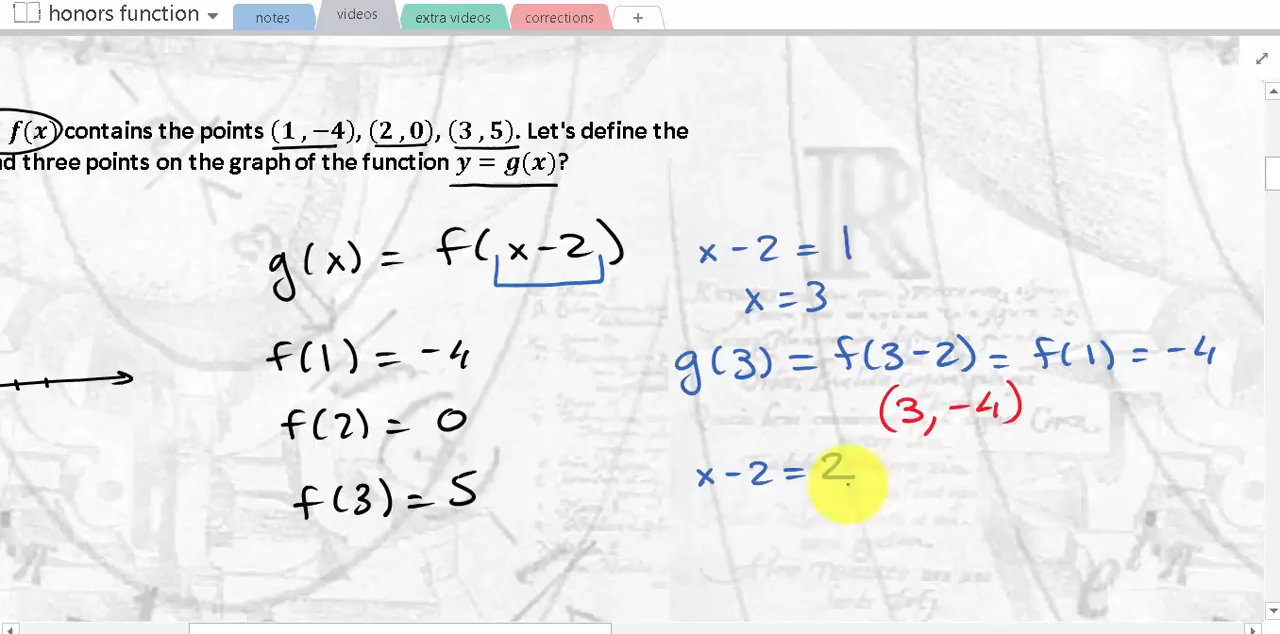 honors function
notes
videos
extra videos
corrections
+
f(x) contains the points (1 , −4), (2 , 0), (3 , 5). Let's define the
d three points on the graph of the function y = g(x)?
g(x) = f(x-2)
f(1) = -4
f(2) = 0
f(3) = 5
x-2 = 1
x = 3
g(3) = f(3-2) = f(1) = -4
(3, -4)
x-2 = 2